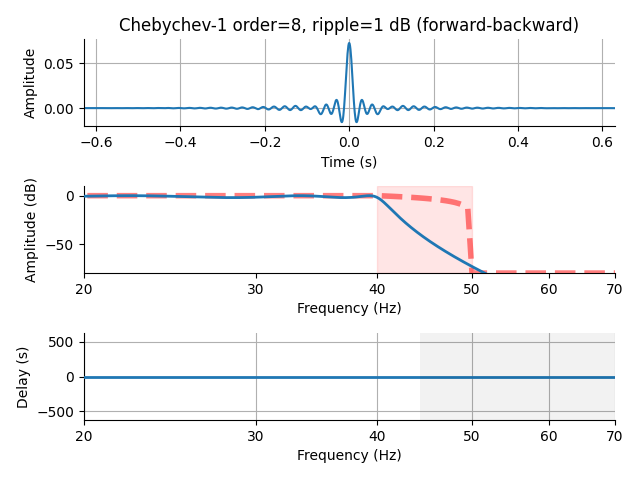 Chebychev-1 order=8, ripple=1 dB (forward-backward)
Amplitude
0.05
0.00
−0.6 −0.4 −0.2 0.0 0.2 0.4 0.6
Time (s)
Amplitude (dB)
0
−50
20 30 40 50 60 70
Frequency (Hz)
Delay (s)
500
0
−500
20 30 40 50 60 70
Frequency (Hz)